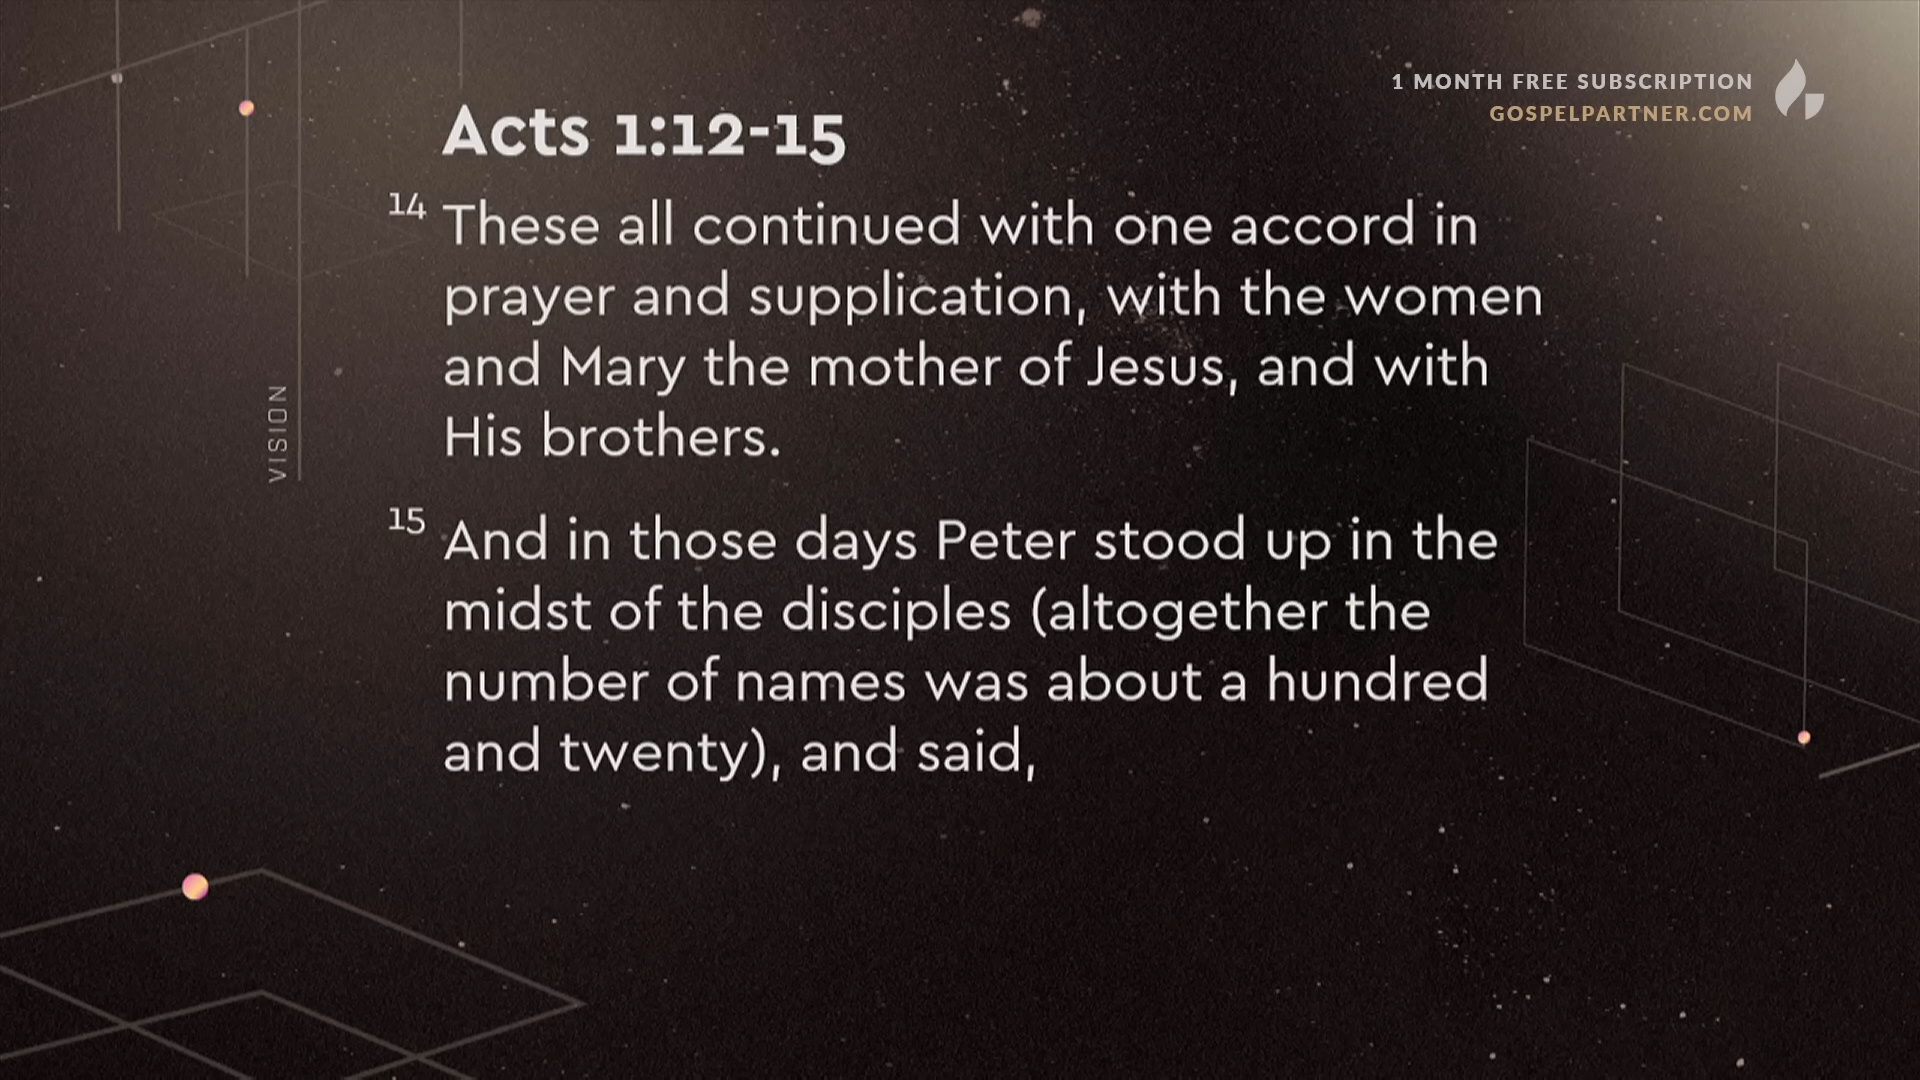 1 MONTH FREE SUBSCRIPTION
GOSPELPARTNER.COM
Acts 1:12-15
14 These all continued with one accord in
prayer and supplication, with the women
and Mary the mother of Jesus, and with
His brothers.
15 And in those days Peter stood up in the
midst of the disciples (altogether the
number of names was about a hundred
and twenty), and said,
VISION